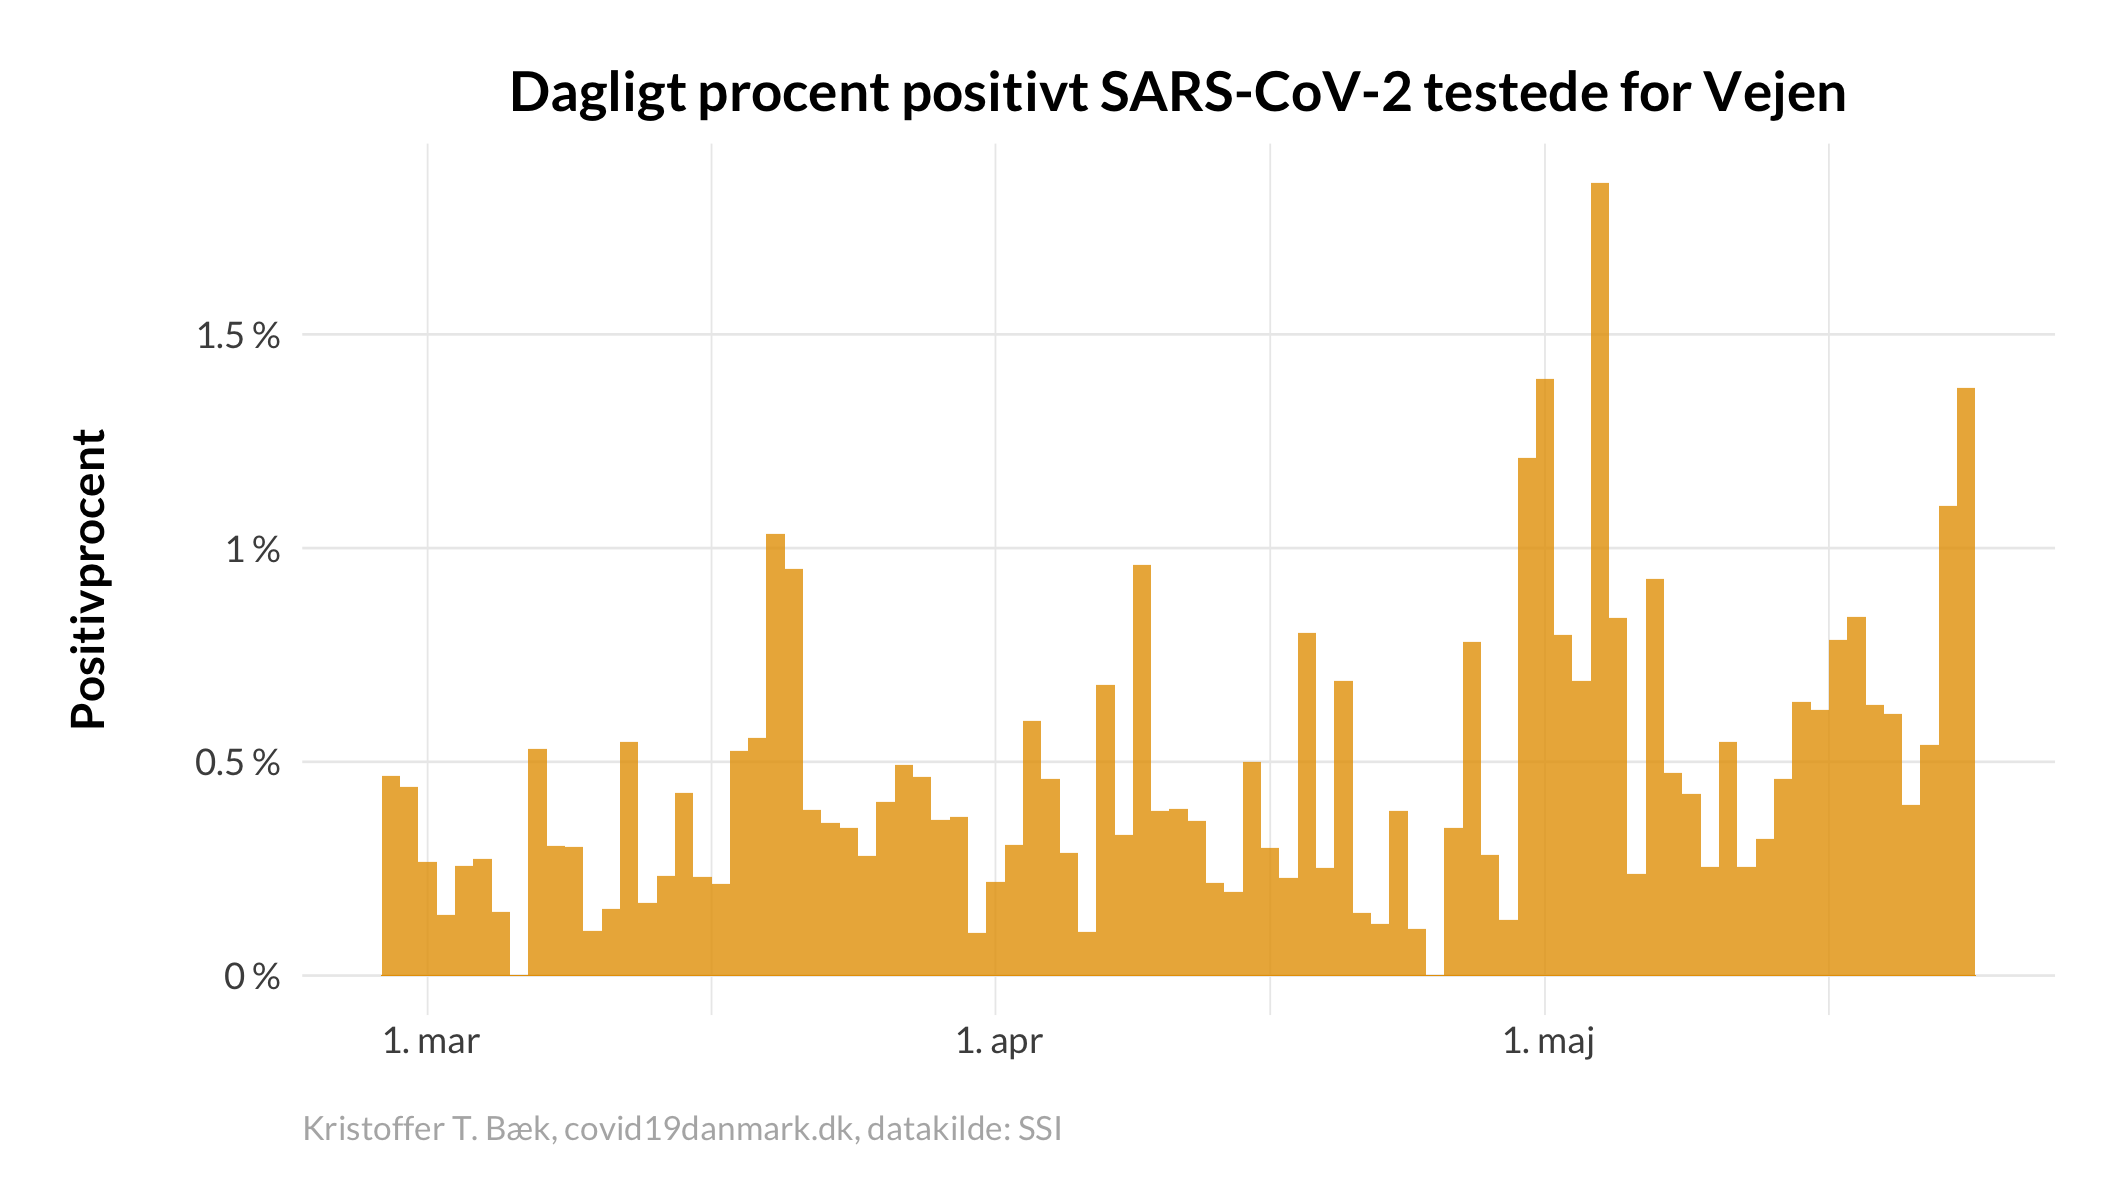 Dagligt procent positivt SARS-CoV-2 testede for Vejen
Positivprocent
1.5 %
1 %
0.5 %
0 %
1. mar
1. apr
1. maj
Kristoffer T. Bæk, covid19danmark.dk, datakilde: SSI